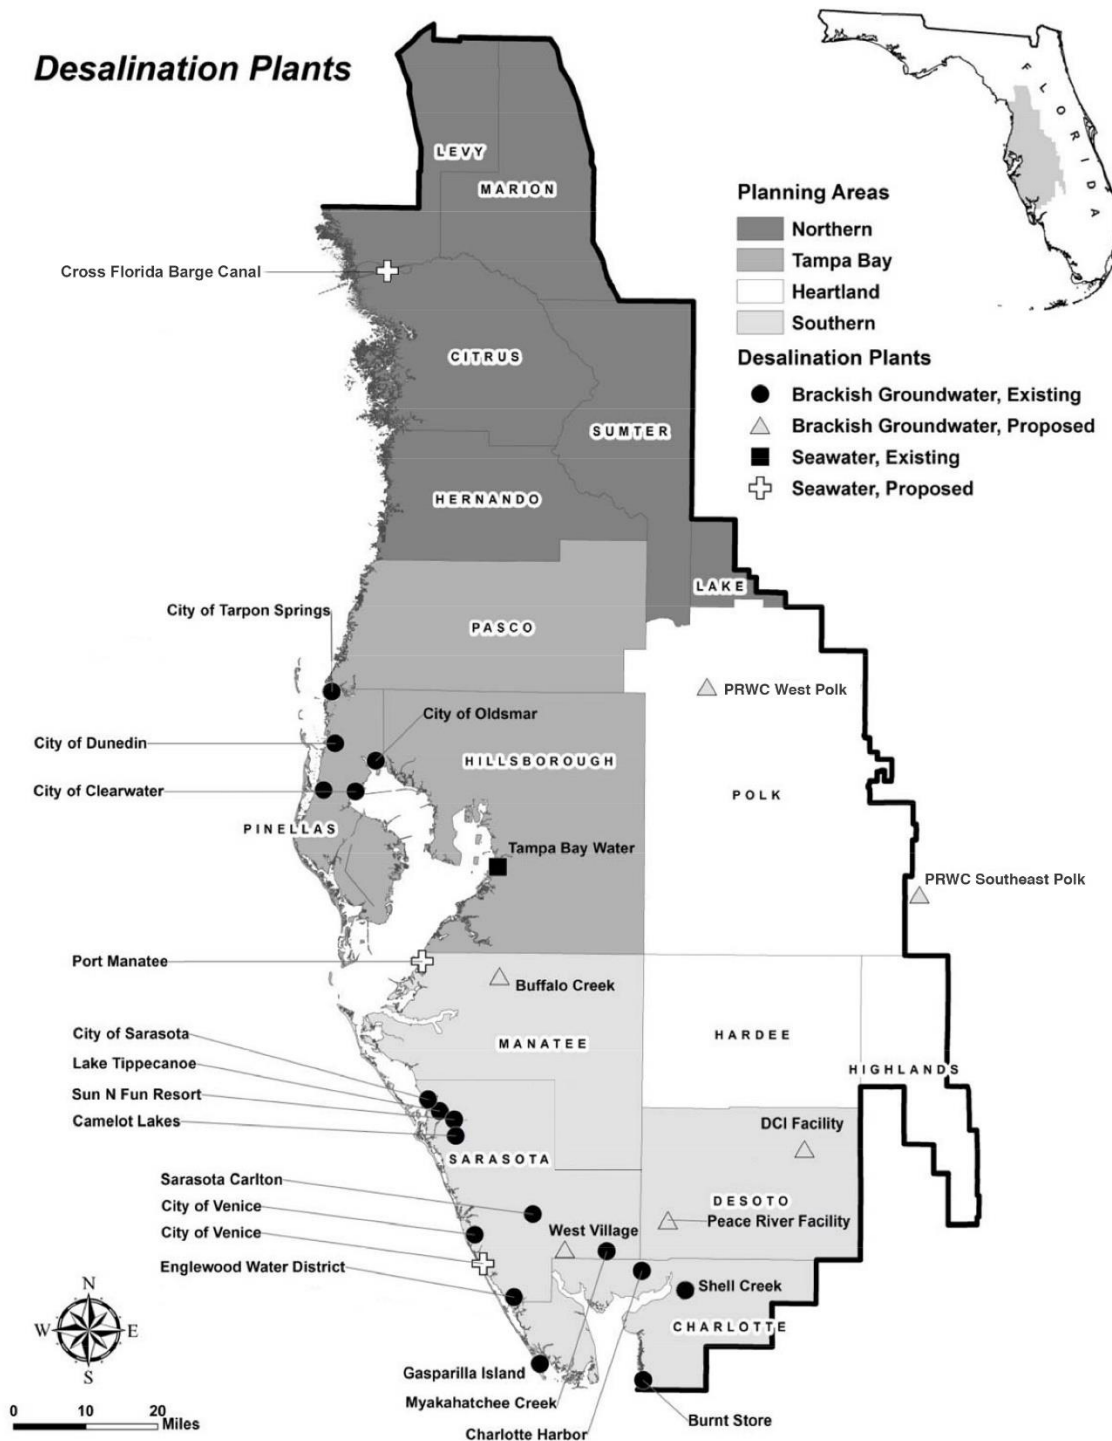 Desalination Plants
FLORIDA
LEVY
MARION
Planning Areas
Northern
Tampa Bay
Heartland
Southern
Cross Florida Barge Canal
Desalination Plants
Brackish Groundwater, Existing
Brackish Groundwater, Proposed
Seawater, Existing
Seawater, Proposed
CITRUS
SUMTER
HERNANDO
LAKE
City of Tarpon Springs
PASCO
PRWC West Polk
City of Oldsmar
City of Dunedin
HILLSBOROUGH
City of Clearwater
POLK
PINELLAS
Tampa Bay Water
PRWC Southeast Polk
Port Manatee
Buffalo Creek
City of Sarasota
HARDEE
MANATEE
Lake Tippecanoe
HIGHLANDS
Sun N Fun Resort
Camelot Lakes
DCI Facility
SARASOTA
Sarasota Carlton
DESOTO
City of Venice
Peace River Facility
City of Venice
West Village
Englewood Water District
Shell Creek
CHARLOTTE
N
W E
S
Gasparilla Island
Myakahatchee Creek
Burnt Store
Charlotte Harbor
0 10 20
Miles